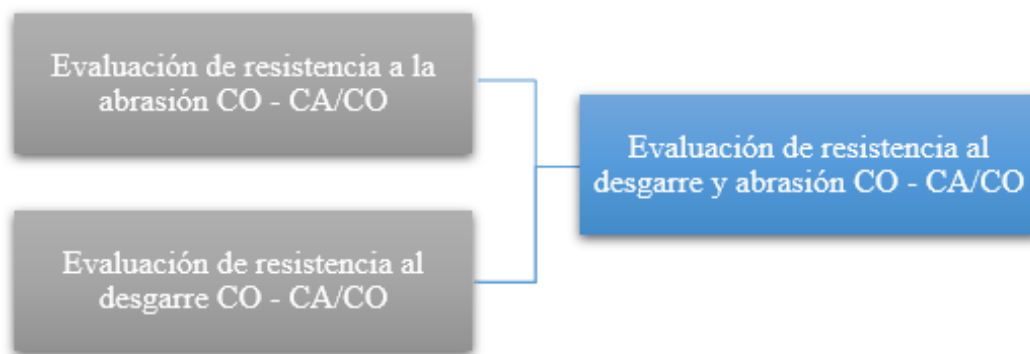 Evaluación de resistencia a la
abrasión CO - CA/CO
Evaluación de resistencia al
desgarre y abrasión CO - CA/CO
Evaluación de resistencia al
desgarre CO - CA/CO